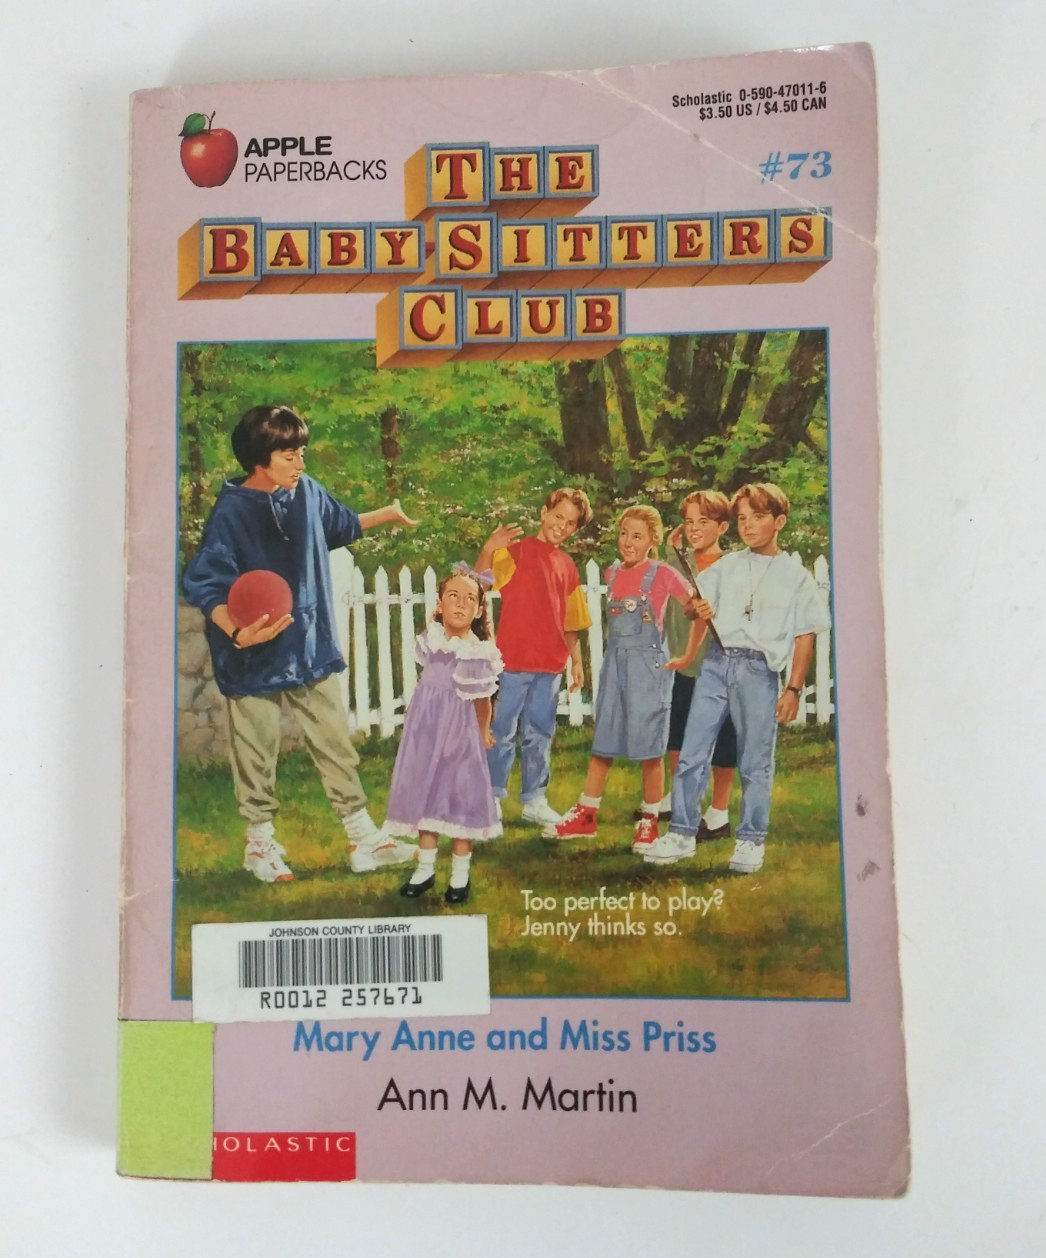 Scholastic 0-590-47011-6
$3.50 US / $4.50 CAN
APPLE
PAPERBACKS
#73
THE
BABY-SITTERS
CLUB
Too perfect to play?
Jenny thinks so.
JOHNSON COUNTY LIBRARY
R0012 257671
Mary Anne and Miss Priss
Ann M. Martin
HOLASTIC